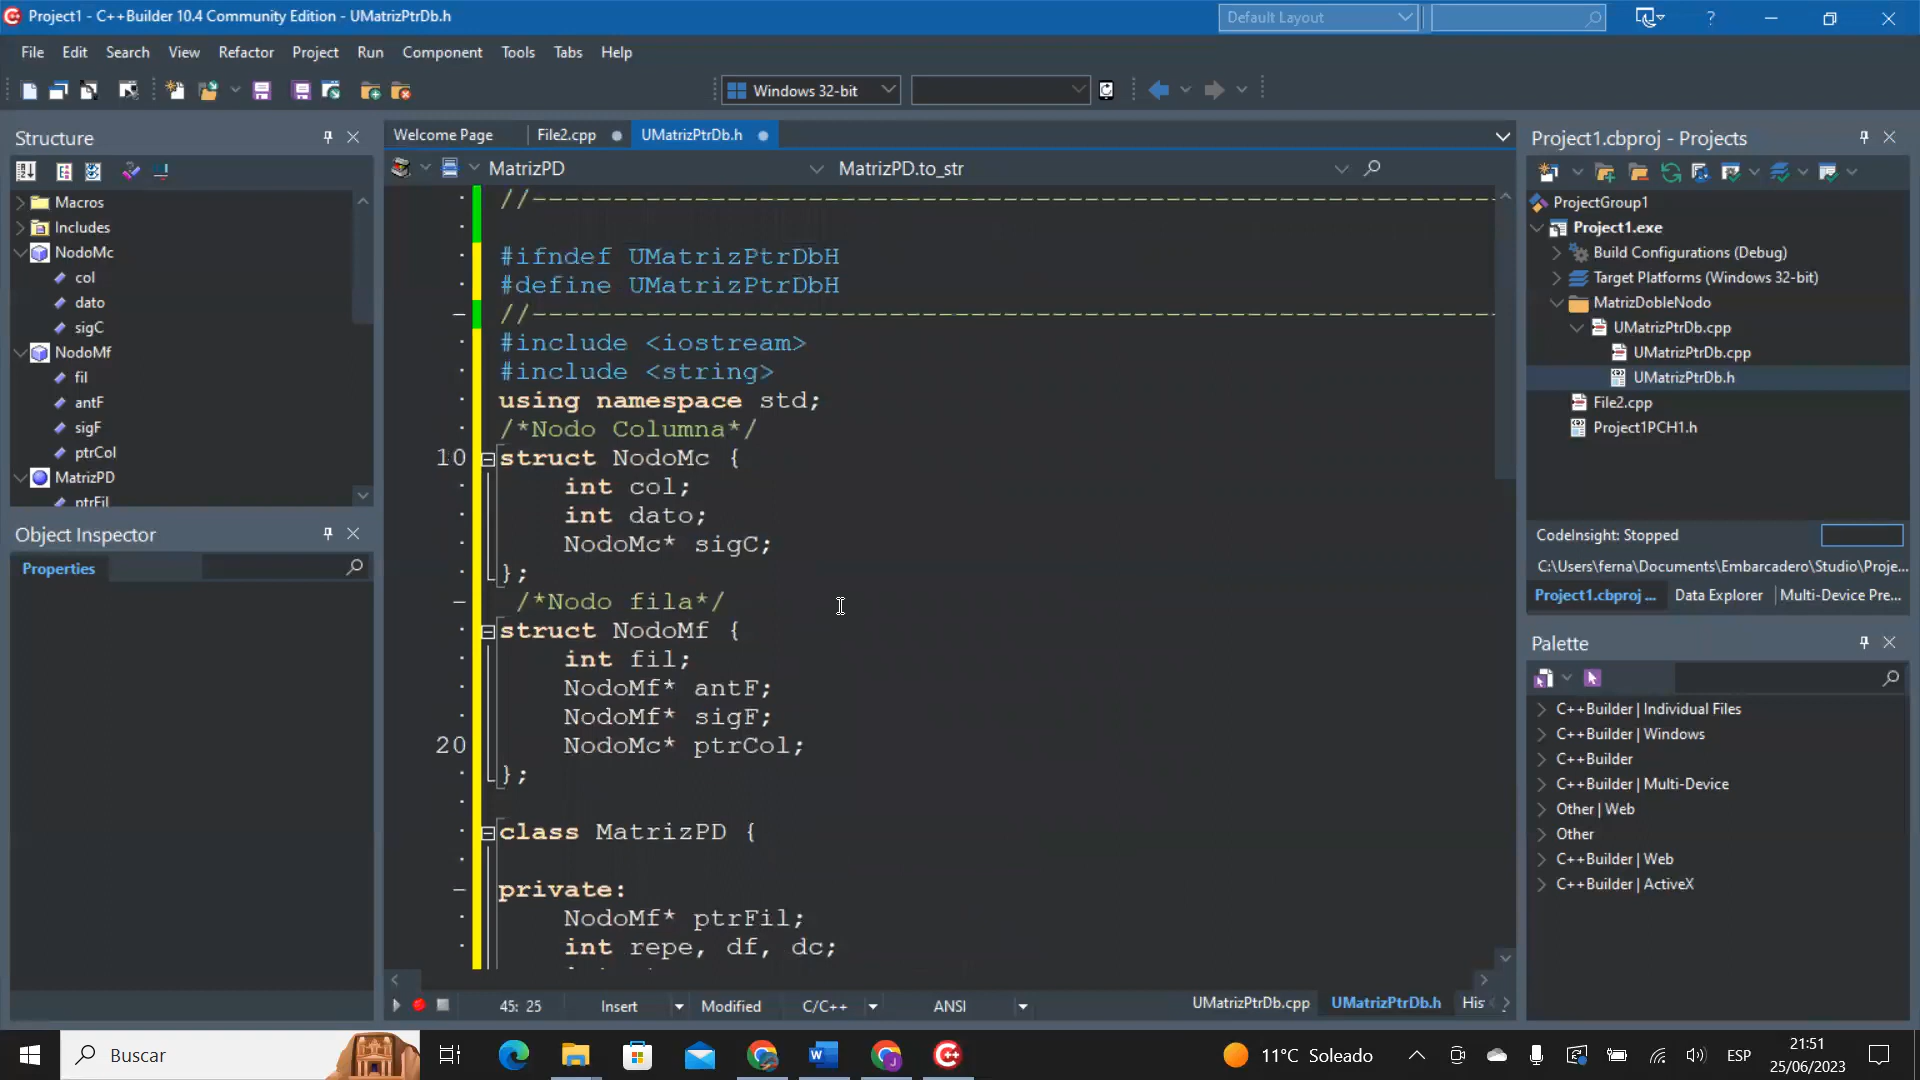 Project1 - C++Builder 10.4 Community Edition - UMatrizPtrDb.h
Default Layout
?
File Edit Search View Refactor Project Run Component Tools Tabs Help
Windows 32-bit
Structure
Macros
Includes
NodoMc
col
dato
sigC
NodoMf
fil
antF
sigF
ptrCol
MatrizPD
ptrFil
Object Inspector
Properties
Welcome Page File2.cpp UMatrizPtrDb.h
MatrizPD MatrizPD.to_str
//------------------------------------------------------------
#ifndef UMatrizPtrDbH
#define UMatrizPtrDbH
//------------------------------------------------------------
#include <iostream>
#include <string>
using namespace std;
/*Nodo Columna*/
10 struct NodoMc {
int col;
int dato;
NodoMc* sigC;
};
/*Nodo fila*/
struct NodoMf {
int fil;
NodoMf* antF;
NodoMf* sigF;
20 NodoMc* ptrCol;
};
class MatrizPD {
private:
NodoMf* ptrFil;
int repe, df, dc;
45: 25 Insert Modified C/C++ ANSI
UMatrizPtrDb.cpp UMatrizPtrDb.h His
Project1.cbproj - Projects
ProjectGroup1
Project1.exe
Build Configurations (Debug)
Target Platforms (Windows 32-bit)
MatrizDobleNodo
UMatrizPtrDb.cpp
UMatrizPtrDb.cpp
UMatrizPtrDb.h
File2.cpp
Project1PCH1.h
CodeInsight: Stopped
C:\Users\ferna\Documents\Embarcadero\Studio\Proje...
Project1.cbproj ... Data Explorer Multi-Device Pre...
Palette
C++Builder | Individual Files
C++Builder | Windows
C++Builder
C++Builder | Multi-Device
Other | Web
Other
C++Builder | Web
C++Builder | ActiveX
Buscar
11°C Soleado
ESP
21:51
25/06/2023